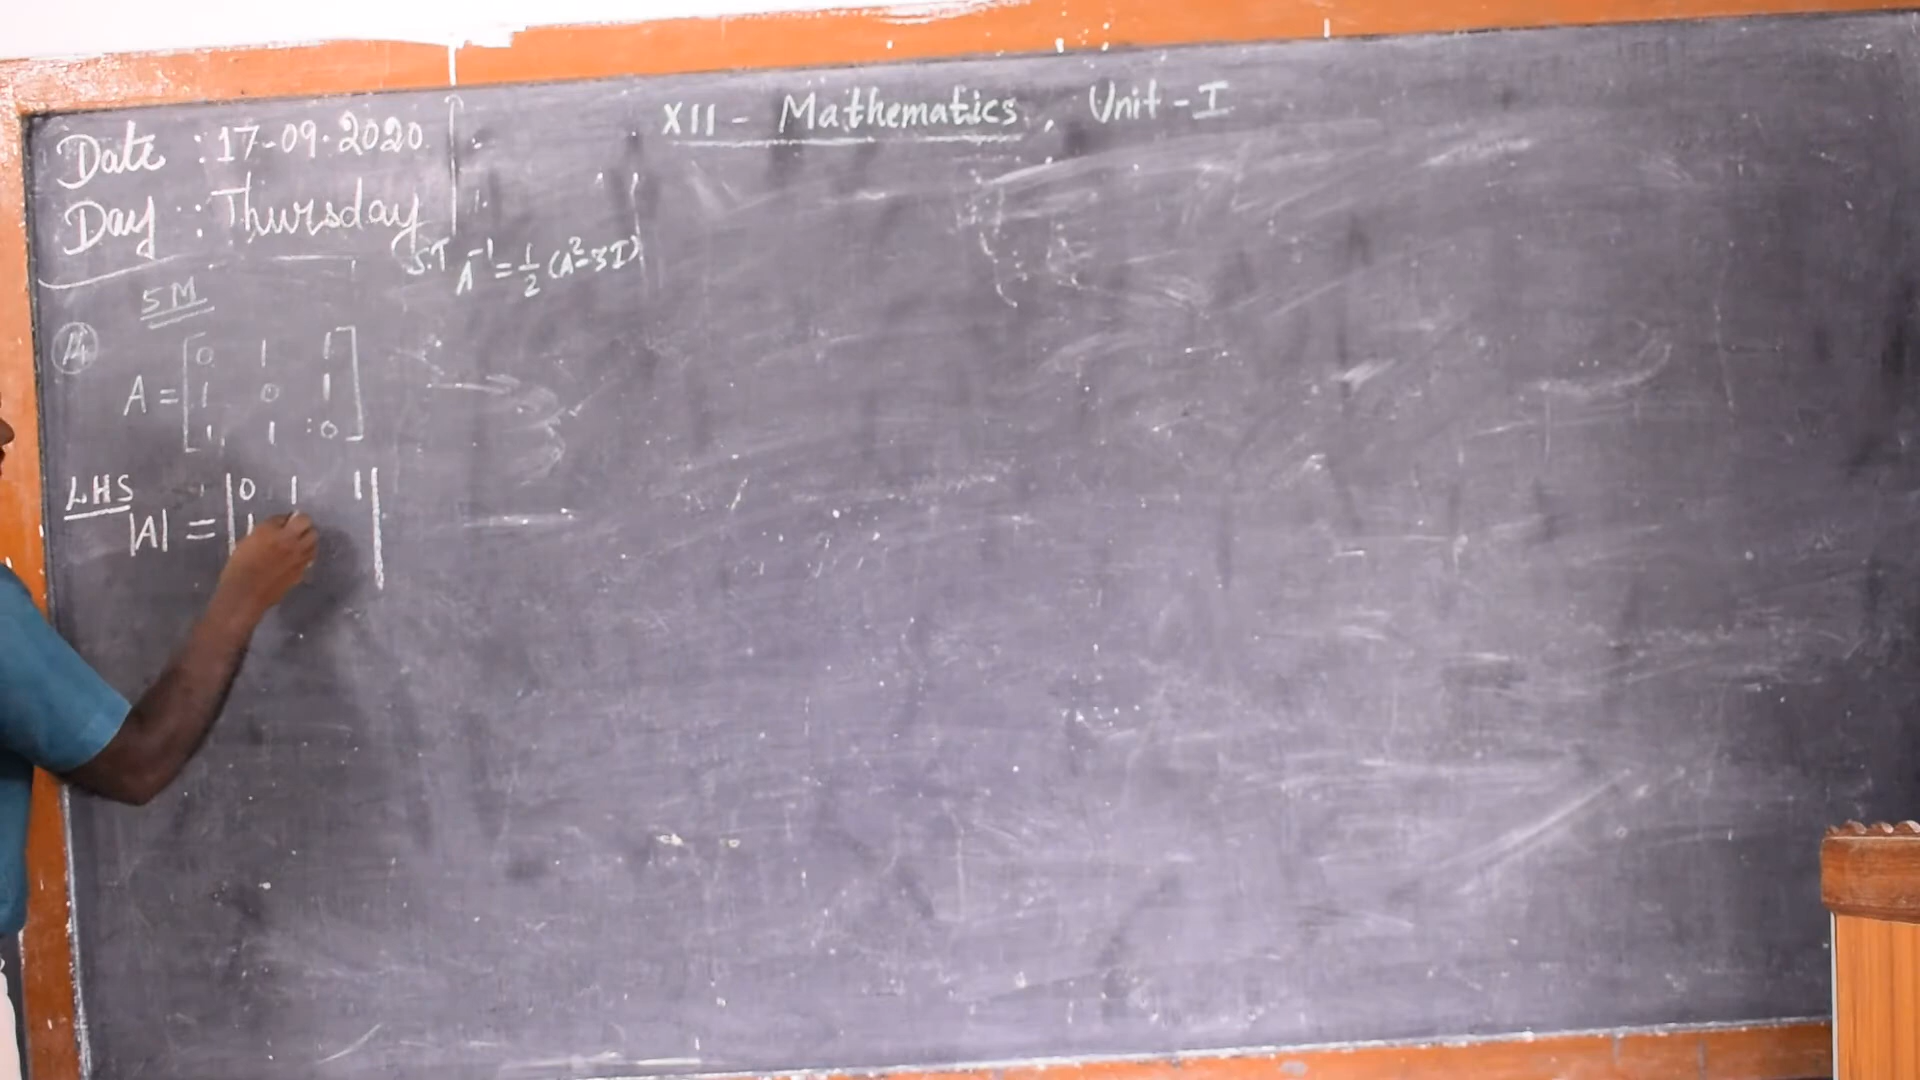 XII - Mathematics, Unit - I
Date : 17-09-2020
Day : Thursday
S.T A⁻¹ = 1/2 (A² - 3I)
5M
14
A = [0 1 1
1 0 1
1 1 0]
LHS
|A| = |0 1 1|
1